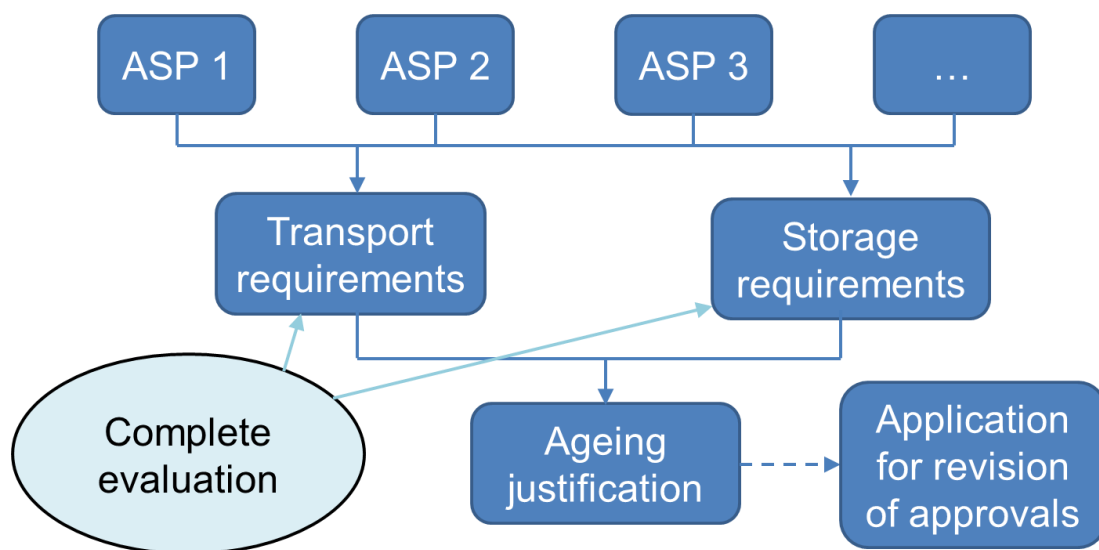 ASP 1
ASP 2
ASP 3
...
Transport
requirements
Storage
requirements
Complete
evaluation
Ageing
justification
Application
for revision
of approvals